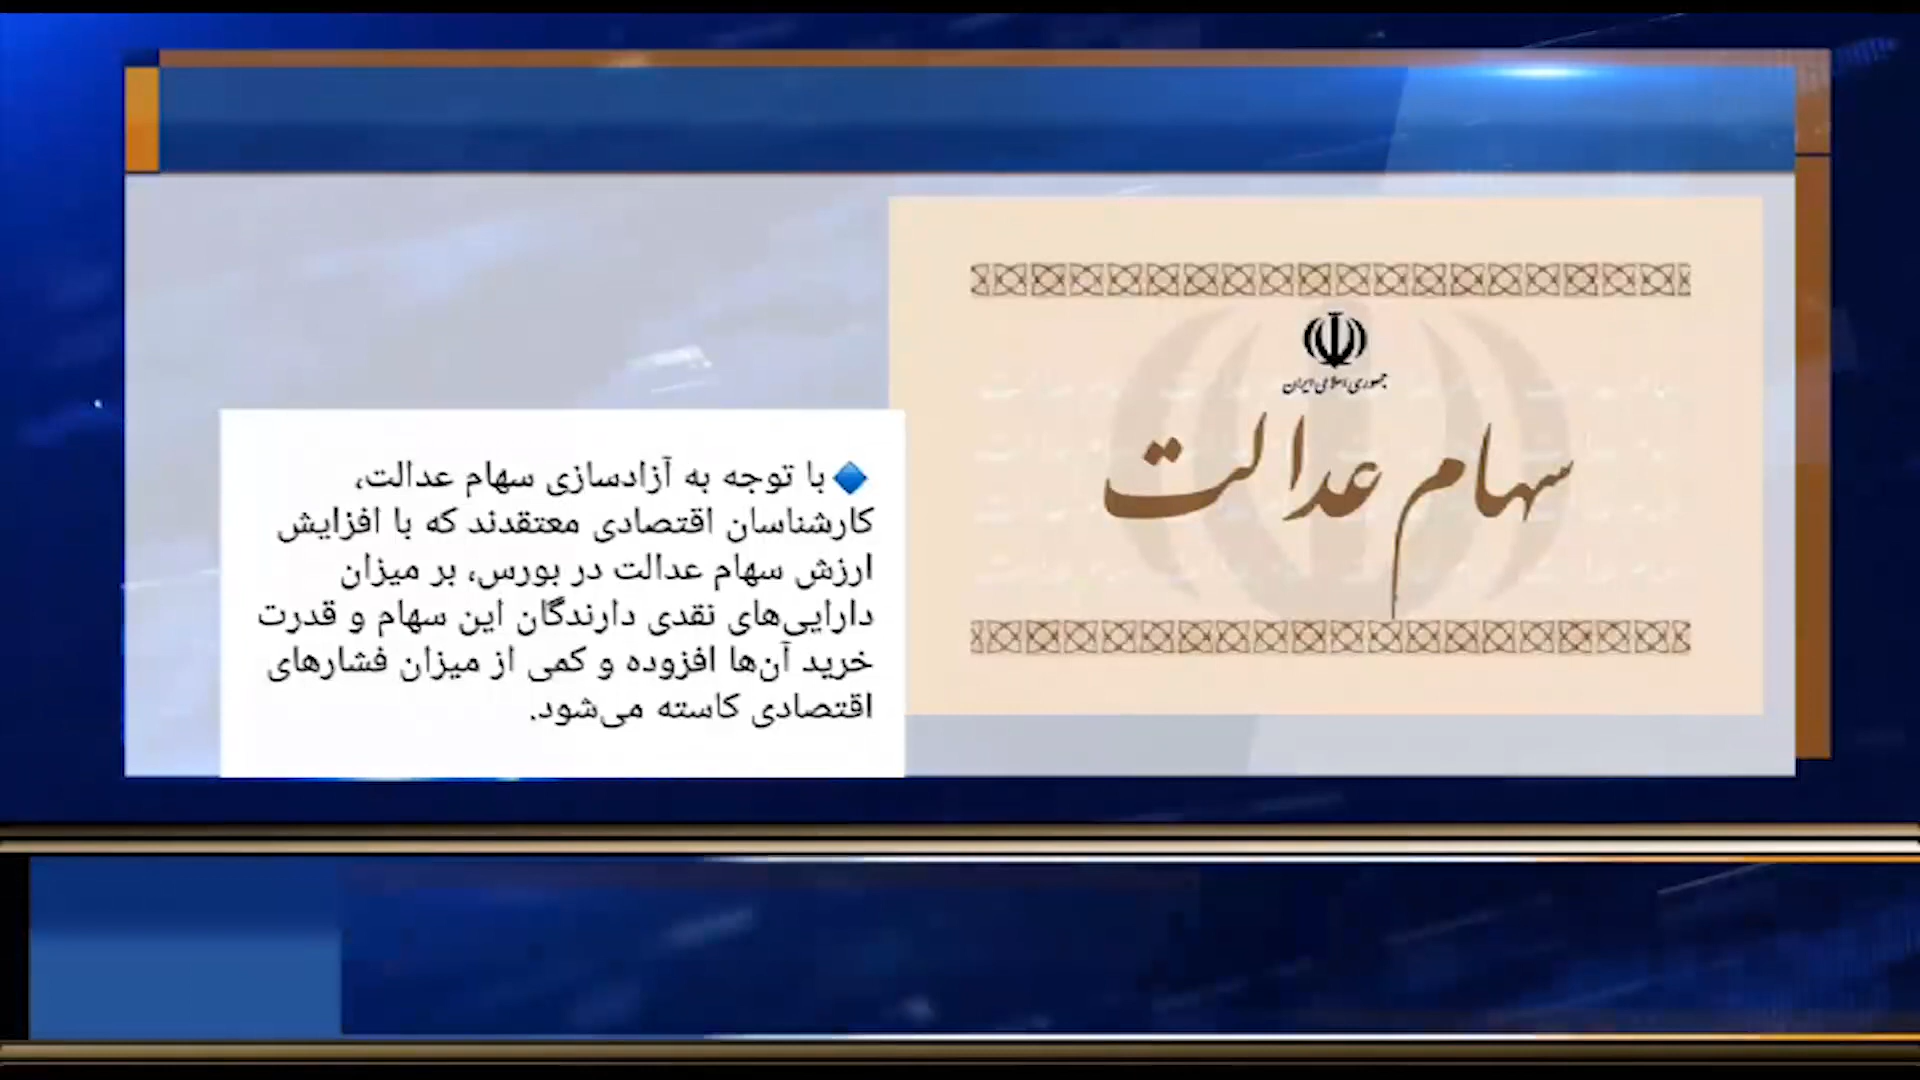 جمهوری اسلامی ایران
سهام عدالت
🔷با توجه به آزادسازی سهام عدالت،
کارشناسان اقتصادی معتقدند که با افزایش
ارزش سهام عدالت در بورس، بر میزان
دارایی‌های نقدی دارندگان این سهام و قدرت
خرید آن‌ها افزوده و کمی از میزان فشارهای
اقتصادی کاسته می‌شود.